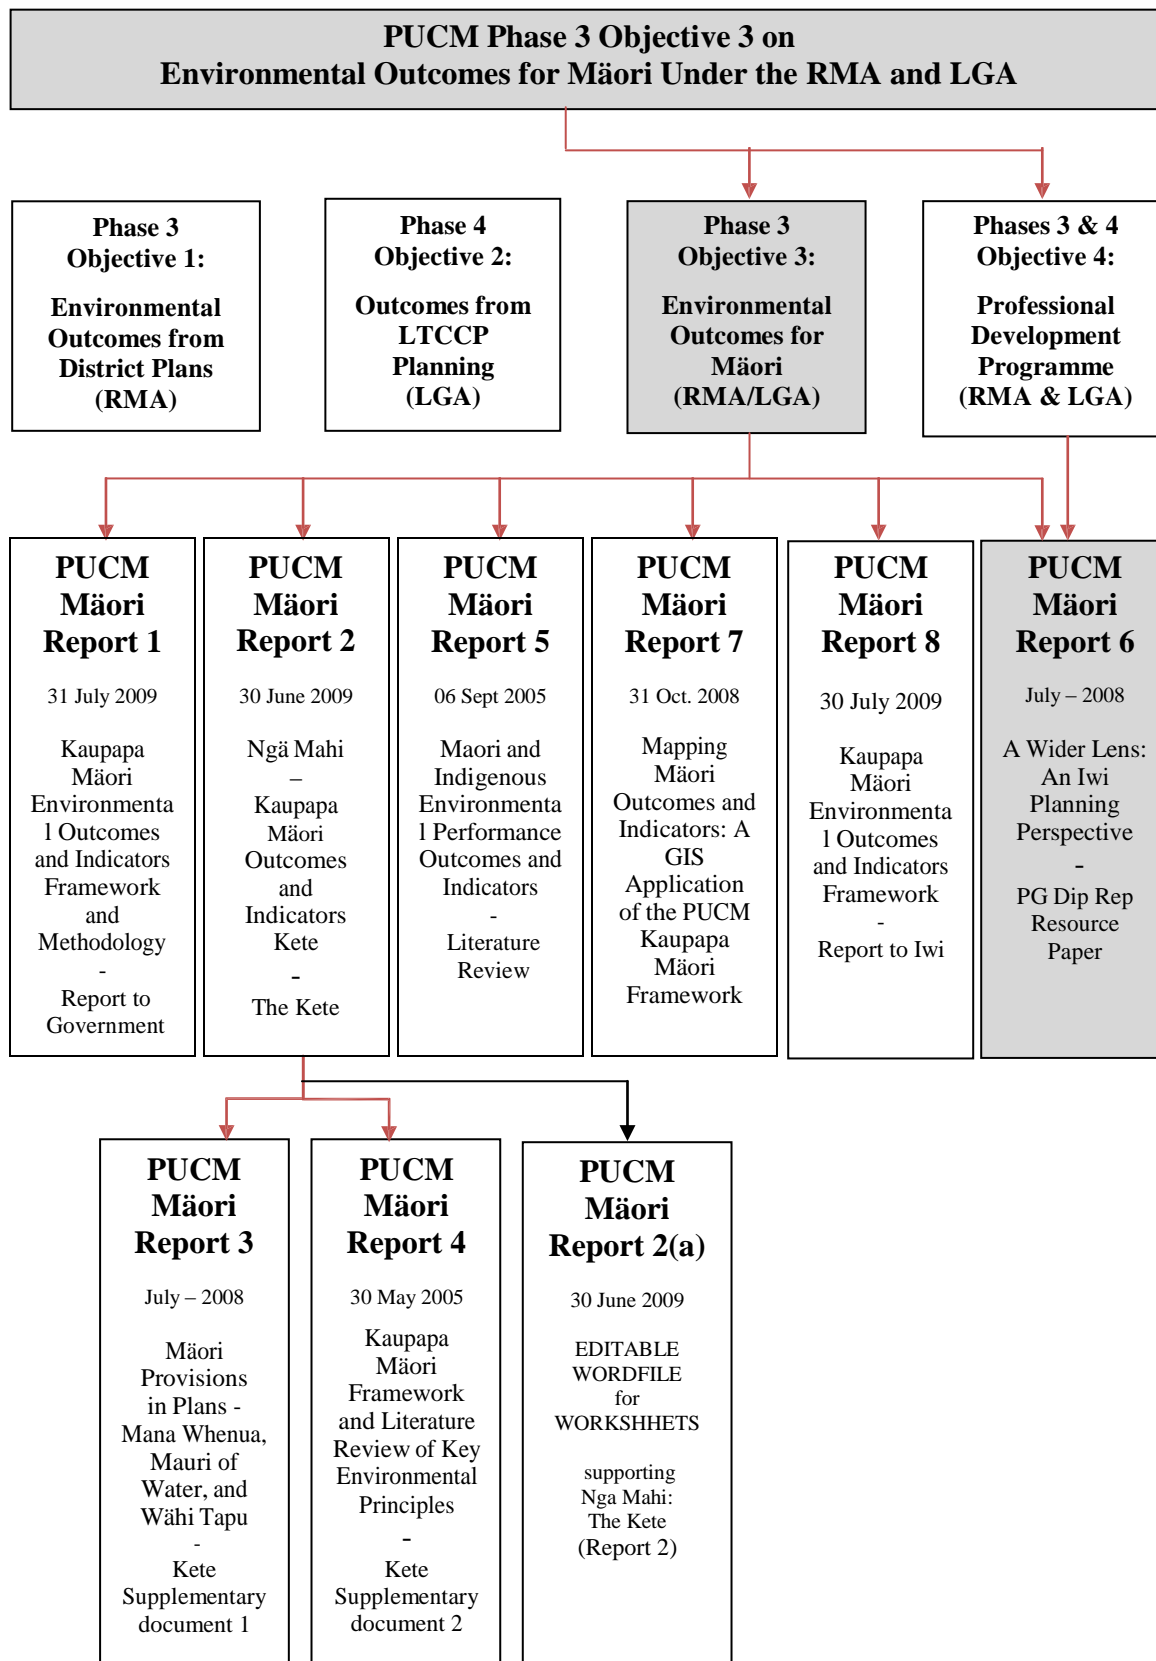 PUCM Phase 3 Objective 3 on
Environmental Outcomes for Mäori Under the RMA and LGA
Phase 3
Objective 1:
Environmental
Outcomes from
District Plans
(RMA)
Phase 4
Objective 2:
Outcomes from
LTCCP
Planning
(LGA)
Phase 3
Objective 3:
Environmental
Outcomes for
Mäori
(RMA/LGA)
Phases 3 & 4
Objective 4:
Professional
Development
Programme
(RMA & LGA)
PUCM
Mäori
Report 1
31 July 2009
Kaupapa
Mäori
Environmenta
l Outcomes
and Indicators
Framework
and
Methodology
-
Report to
Government
PUCM
Mäori
Report 2
30 June 2009
Ngä Mahi
–
Kaupapa
Mäori
Outcomes
and
Indicators
Kete
-
The Kete
PUCM
Mäori
Report 5
06 Sept 2005
Maori and
Indigenous
Environmenta
l Performance
Outcomes and
Indicators
-
Literature
Review
PUCM
Mäori
Report 7
31 Oct. 2008
Mapping
Mäori
Outcomes and
Indicators: A
GIS
Application
of the PUCM
Kaupapa
Mäori
Framework
PUCM
Mäori
Report 8
30 July 2009
Kaupapa
Mäori
Environmenta
l Outcomes
and Indicators
Framework
-
Report to Iwi
PUCM
Mäori
Report 6
July – 2008
A Wider Lens:
An Iwi
Planning
Perspective
-
PG Dip Rep
Resource
Paper
PUCM
Mäori
Report 3
July – 2008
Mäori
Provisions
in Plans -
Mana Whenua,
Mauri of
Water, and
Wähi Tapu
-
Kete
Supplementary
document 1
PUCM
Mäori
Report 4
30 May 2005
Kaupapa
Mäori
Framework
and Literature
Review of Key
Environmental
Principles
-
Kete
Supplementary
document 2
PUCM
Mäori
Report 2(a)
30 June 2009
EDITABLE
WORDFILE
for
WORKSHHETS
supporting
Nga Mahi:
The Kete
(Report 2)